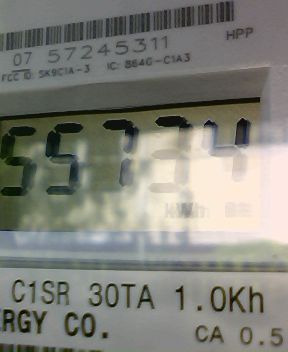 07 57245311
HPP
FCC ID: SK9C1A-3 IC: 864G-C1A3
55734
kWh
C1SR 30TA 1.0Kh
RGY CO.
CA 0.5